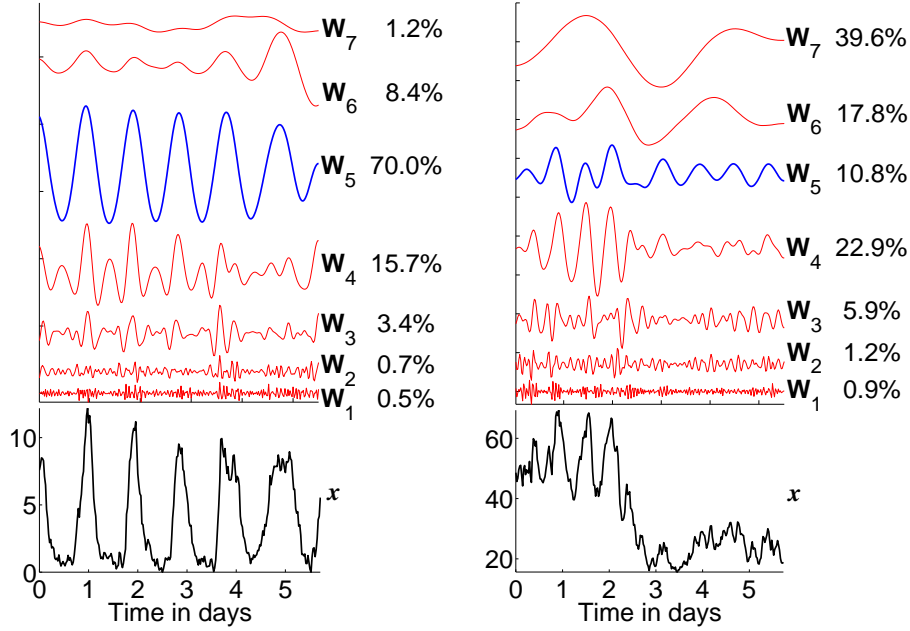 W7 1.2%
W6 8.4%
W5 70.0%
W4 15.7%
W3 3.4%
W2 0.7%
W1 0.5%
10
5
0
x
0 1 2 3 4 5
Time in days
W7 39.6%
W6 17.8%
W5 10.8%
W4 22.9%
W3 5.9%
W2 1.2%
W1 0.9%
60
40
20
x
0 1 2 3 4 5
Time in days